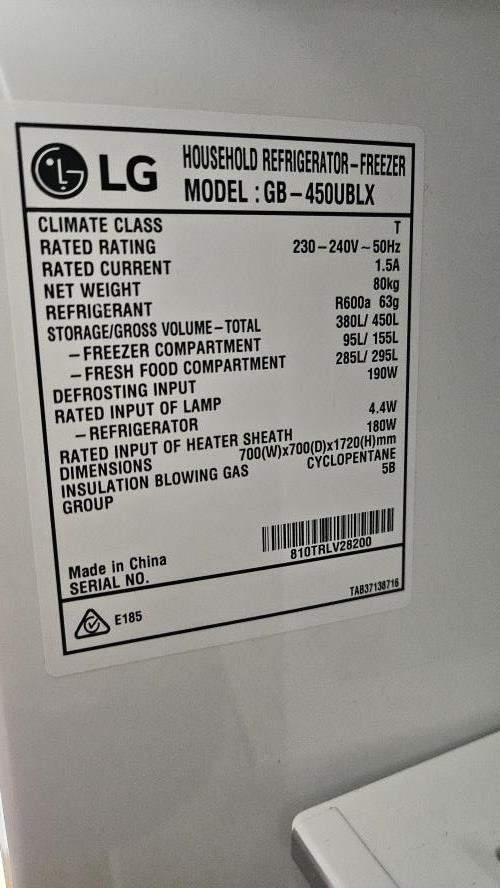 LG HOUSEHOLD REFRIGERATOR-FREEZER
MODEL : GB-450UBLX
CLIMATE CLASS T
RATED RATING 230-240V~50Hz
RATED CURRENT 1.5A
NET WEIGHT 80kg
REFRIGERANT R600a 63g
STORAGE/GROSS VOLUME-TOTAL 380L/ 450L
-FREEZER COMPARTMENT 95L/ 155L
-FRESH FOOD COMPARTMENT 285L/ 295L
DEFROSTING INPUT 190W
RATED INPUT OF LAMP
-REFRIGERATOR 4.4W
RATED INPUT OF HEATER SHEATH 180W
DIMENSIONS 700(W)x700(D)x1720(H)mm
INSULATION BLOWING GAS CYCLOPENTANE
GROUP 5B
Made in China
SERIAL NO. 810TRLV28200
E185 TAB37138716